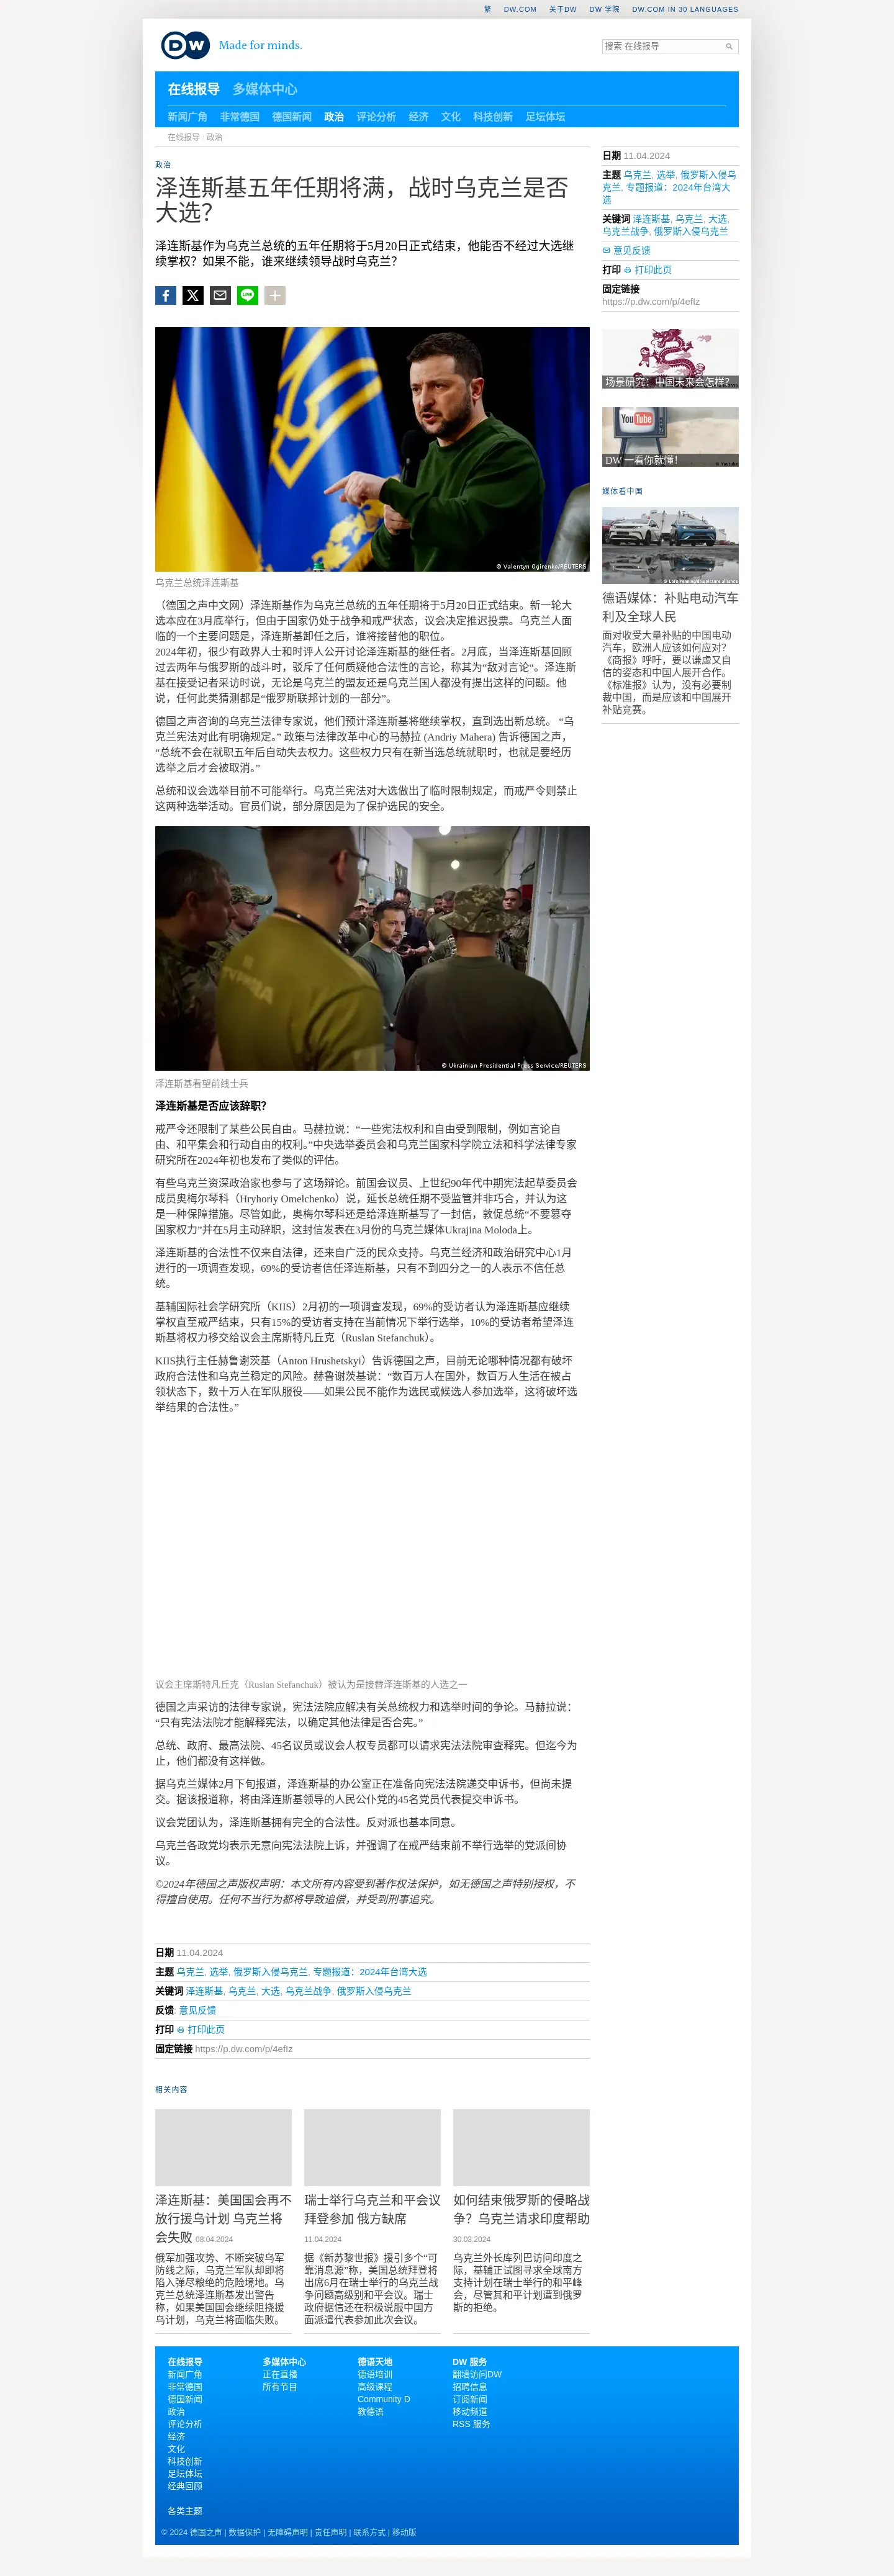 繁 DW.COM 关于DW DW 学院 DW.COM IN 30 LANGUAGES
DW Made for minds.
搜索 在线报导
在线报导 多媒体中心
新闻广角 非常德国 德国新闻 政治 评论分析 经济 文化 科技创新 足坛体坛
在线报导 / 政治
政治
泽连斯基五年任期将满，战时乌克兰是否
大选？
泽连斯基作为乌克兰总统的五年任期将于5月20日正式结束，他能否不经过大选继
续掌权？如果不能，谁来继续领导战时乌克兰？
© Valentyn Ogirenko/REUTERS
乌克兰总统泽连斯基
（德国之声中文网）泽连斯基作为乌克兰总统的五年任期将于5月20日正式结束。新一轮大
选本应在3月底举行，但由于国家仍处于战争和戒严状态，议会决定推迟投票。乌克兰人面
临的一个主要问题是，泽连斯基卸任之后，谁将接替他的职位。
2024年初，很少有政界人士和时评人公开讨论泽连斯基的继任者。2月底，当泽连斯基回顾
过去两年与俄罗斯的战斗时，驳斥了任何质疑他合法性的言论，称其为“敌对言论“。泽连斯
基在接受记者采访时说，无论是乌克兰的盟友还是乌克兰国人都没有提出这样的问题。他
说，任何此类猜测都是“俄罗斯联邦计划的一部分”。
德国之声咨询的乌克兰法律专家说，他们预计泽连斯基将继续掌权，直到选出新总统。 “乌
克兰宪法对此有明确规定。” 政策与法律改革中心的马赫拉 (Andriy Mahera) 告诉德国之声，
“总统不会在就职五年后自动失去权力。这些权力只有在新当选总统就职时，也就是要经历
选举之后才会被取消。”
总统和议会选举目前不可能举行。乌克兰宪法对大选做出了临时限制规定，而戒严令则禁止
这两种选举活动。官员们说，部分原因是为了保护选民的安全。
© Ukrainian Presidential Press Service/REUTERS
泽连斯基看望前线士兵
泽连斯基是否应该辞职？
戒严令还限制了某些公民自由。马赫拉说：“一些宪法权利和自由受到限制，例如言论自
由、和平集会和行动自由的权利。”中央选举委员会和乌克兰国家科学院立法和科学法律专家
研究所在2024年初也发布了类似的评估。
有些乌克兰资深政治家也参与了这场辩论。前国会议员、上世纪90年代中期宪法起草委员会
成员奥梅尔琴科（Hryhoriy Omelchenko）说，延长总统任期不受监管并非巧合，并认为这
是一种保障措施。尽管如此，奥梅尔琴科还是给泽连斯基写了一封信，敦促总统“不要篡夺
国家权力”并在5月主动辞职，这封信发表在3月份的乌克兰媒体Ukrajina Moloda上。
泽连斯基的合法性不仅来自法律，还来自广泛的民众支持。乌克兰经济和政治研究中心1月
进行的一项调查发现，69%的受访者信任泽连斯基，只有不到四分之一的人表示不信任总
统。
基辅国际社会学研究所（KIIS）2月初的一项调查发现，69%的受访者认为泽连斯基应继续
掌权直至戒严结束，只有15%的受访者支持在当前情况下举行选举，10%的受访者希望泽连
斯基将权力移交给议会主席斯特凡丘克（Ruslan Stefanchuk）。
KIIS执行主任赫鲁谢茨基（Anton Hrushetskyi）告诉德国之声，目前无论哪种情况都有破坏
政府合法性和乌克兰稳定的风险。赫鲁谢茨基说：“数百万人在国外，数百万人生活在被占
领状态下，数十万人在军队服役——如果公民不能作为选民或候选人参加选举，这将破坏选
举结果的合法性。”
议会主席斯特凡丘克（Ruslan Stefanchuk）被认为是接替泽连斯基的人选之一
德国之声采访的法律专家说，宪法法院应解决有关总统权力和选举时间的争论。马赫拉说：
“只有宪法法院才能解释宪法，以确定其他法律是否合宪。”
总统、政府、最高法院、45名议员或议会人权专员都可以请求宪法法院审查释宪。但迄今为
止，他们都没有这样做。
据乌克兰媒体2月下旬报道，泽连斯基的办公室正在准备向宪法法院递交申诉书，但尚未提
交。据该报道称，将由泽连斯基领导的人民公仆党的45名党员代表提交申诉书。
议会党团认为，泽连斯基拥有完全的合法性。反对派也基本同意。
乌克兰各政党均表示无意向宪法法院上诉，并强调了在戒严结束前不举行选举的党派间协
议。
©2024年德国之声版权声明：本文所有内容受到著作权法保护，如无德国之声特别授权，不
得擅自使用。任何不当行为都将导致追偿，并受到刑事追究。
日期 11.04.2024
主题 乌克兰, 选举, 俄罗斯入侵乌克兰, 专题报道：2024年台湾大选
关键词 泽连斯基, 乌克兰, 大选, 乌克兰战争, 俄罗斯入侵乌克兰
反馈: 意见反馈
打印 打印此页
固定链接 https://p.dw.com/p/4efIz
相关内容
泽连斯基：美国国会再不
放行援乌计划 乌克兰将
会失败 08.04.2024
俄军加强攻势、不断突破乌军
防线之际，乌克兰军队却即将
陷入弹尽粮绝的危险境地。乌
克兰总统泽连斯基发出警告
称，如果美国国会继续阻挠援
乌计划，乌克兰将面临失败。
瑞士举行乌克兰和平会议
拜登参加 俄方缺席
11.04.2024
据《新苏黎世报》援引多个“可
靠消息源”称，美国总统拜登将
出席6月在瑞士举行的乌克兰战
争问题高级别和平会议。瑞士
政府据信还在积极说服中国方
面派遣代表参加此次会议。
如何结束俄罗斯的侵略战
争？乌克兰请求印度帮助
30.03.2024
乌克兰外长库列巴访问印度之
际，基辅正试图寻求全球南方
支持计划在瑞士举行的和平峰
会，尽管其和平计划遭到俄罗
斯的拒绝。
日期 11.04.2024
主题 乌克兰, 选举, 俄罗斯入侵乌
克兰, 专题报道：2024年台湾大
选
关键词 泽连斯基, 乌克兰, 大选,
乌克兰战争, 俄罗斯入侵乌克兰
意见反馈
打印 打印此页
固定链接
https://p.dw.com/p/4efIz
场景研究：中国未来会怎样？
YouTube
DW 一看你就懂！
媒体看中国
德语媒体：补贴电动汽车
利及全球人民
面对收受大量补贴的中国电动
汽车，欧洲人应该如何应对？
《商报》呼吁，要以谦虚又自
信的姿态和中国人展开合作。
《标准报》认为，没有必要制
裁中国，而是应该和中国展开
补贴竞赛。
在线报导
新闻广角
非常德国
德国新闻
政治
评论分析
经济
文化
科技创新
足坛体坛
经典回顾
各类主题
多媒体中心
正在直播
所有节目
德语天地
德语培训
高级课程
Community D
教德语
DW 服务
翻墙访问DW
招聘信息
订阅新闻
移动频道
RSS 服务
© 2024 德国之声 | 数据保护 | 无障碍声明 | 责任声明 | 联系方式 | 移动版